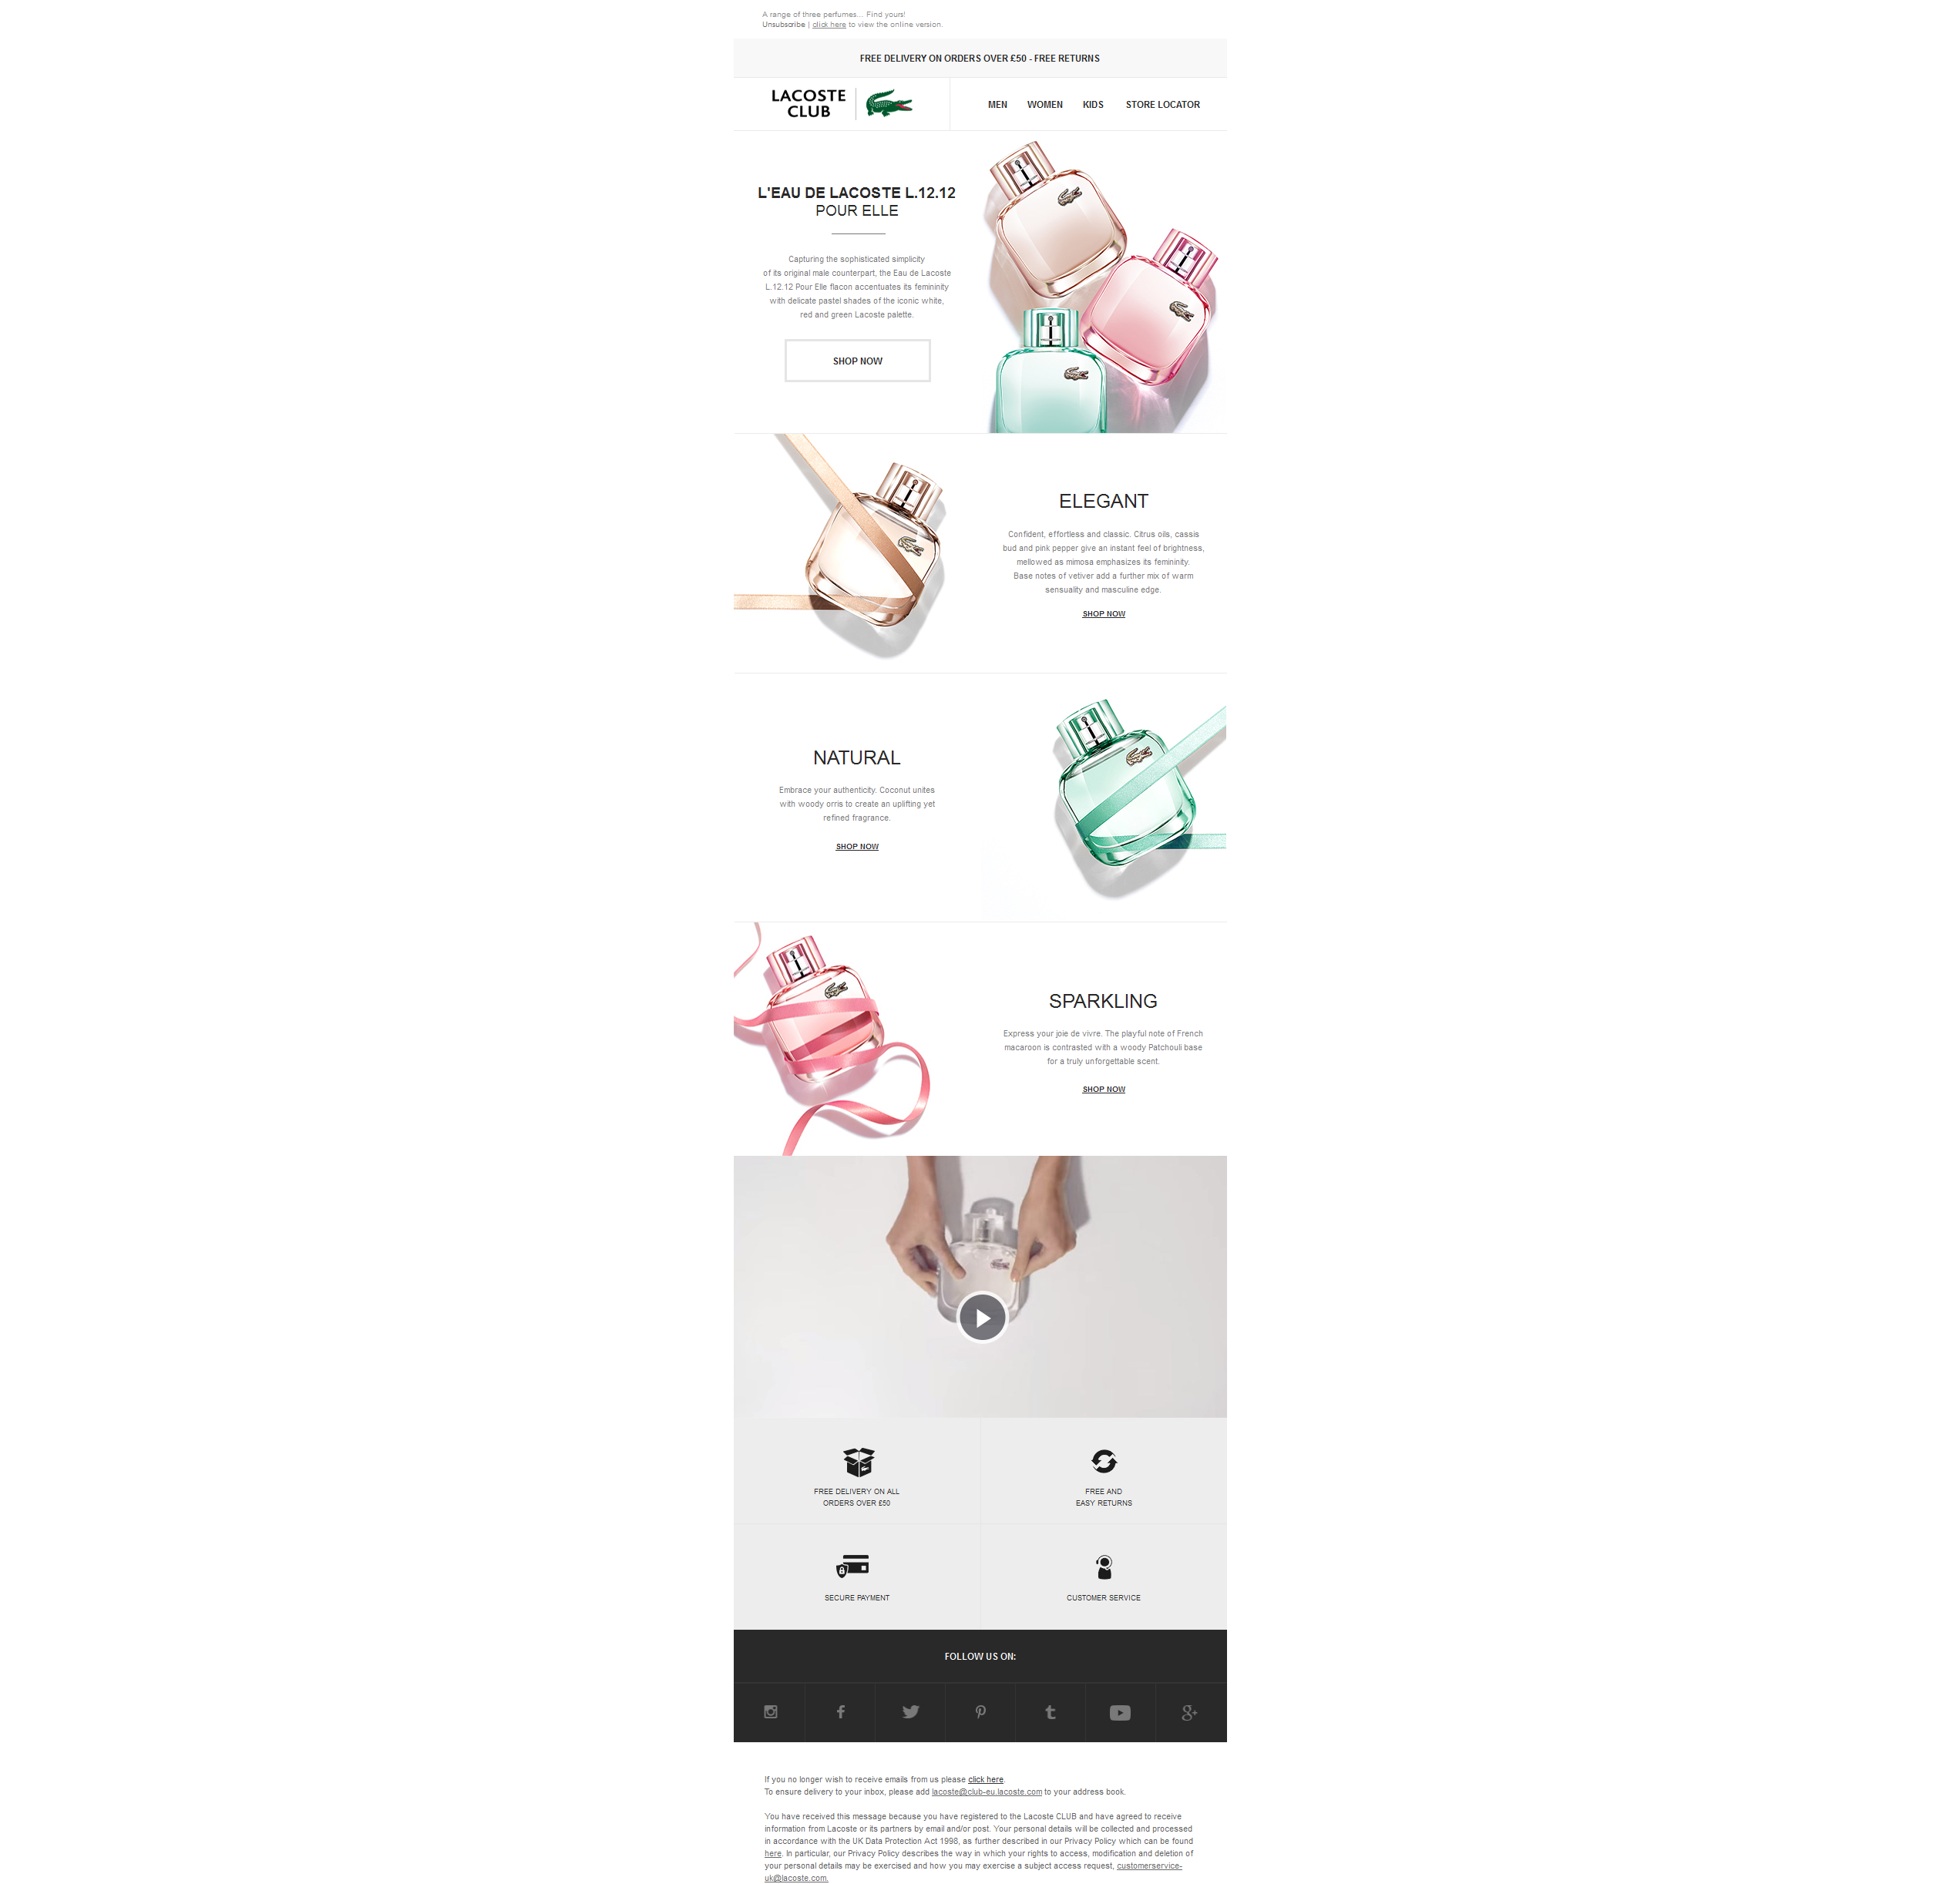 A range of three perfumes... Find yours!
Unsubscribe | click here to view the online version.
FREE DELIVERY ON ORDERS OVER £50 - FREE RETURNS
LACOSTE
CLUB
MEN WOMEN KIDS STORE LOCATOR
L'EAU DE LACOSTE L.12.12
POUR ELLE
Capturing the sophisticated simplicity
of its original male counterpart, the Eau de Lacoste
L.12.12 Pour Elle flacon accentuates its femininity
with delicate pastel shades of the iconic white,
red and green Lacoste palette.
SHOP NOW
ELEGANT
Confident, effortless and classic. Citrus oils, cassis
bud and pink pepper give an instant feel of brightness,
mellowed as mimosa emphasizes its femininity.
Base notes of vetiver add a further mix of warm
sensuality and masculine edge.
SHOP NOW
NATURAL
Embrace your authenticity. Coconut unites
with woody orris to create an uplifting yet
refined fragrance.
SHOP NOW
SPARKLING
Express your joie de vivre. The playful note of French
macaroon is contrasted with a woody Patchouli base
for a truly unforgettable scent.
SHOP NOW
FREE DELIVERY ON ALL
ORDERS OVER £50
FREE AND
EASY RETURNS
SECURE PAYMENT
CUSTOMER SERVICE
FOLLOW US ON:
If you no longer wish to receive emails from us please click here.
To ensure delivery to your inbox, please add lacoste@club-eu.lacoste.com to your address book.
You have received this message because you have registered to the Lacoste CLUB and have agreed to receive
information from Lacoste or its partners by email and/or post. Your personal details will be collected and processed
in accordance with the UK Data Protection Act 1998, as further described in our Privacy Policy which can be found
here. In particular, our Privacy Policy describes the way in which your rights to access, modification and deletion of
your personal details may be exercised and how you may exercise a subject access request, customerservice-
uk@lacoste.com.